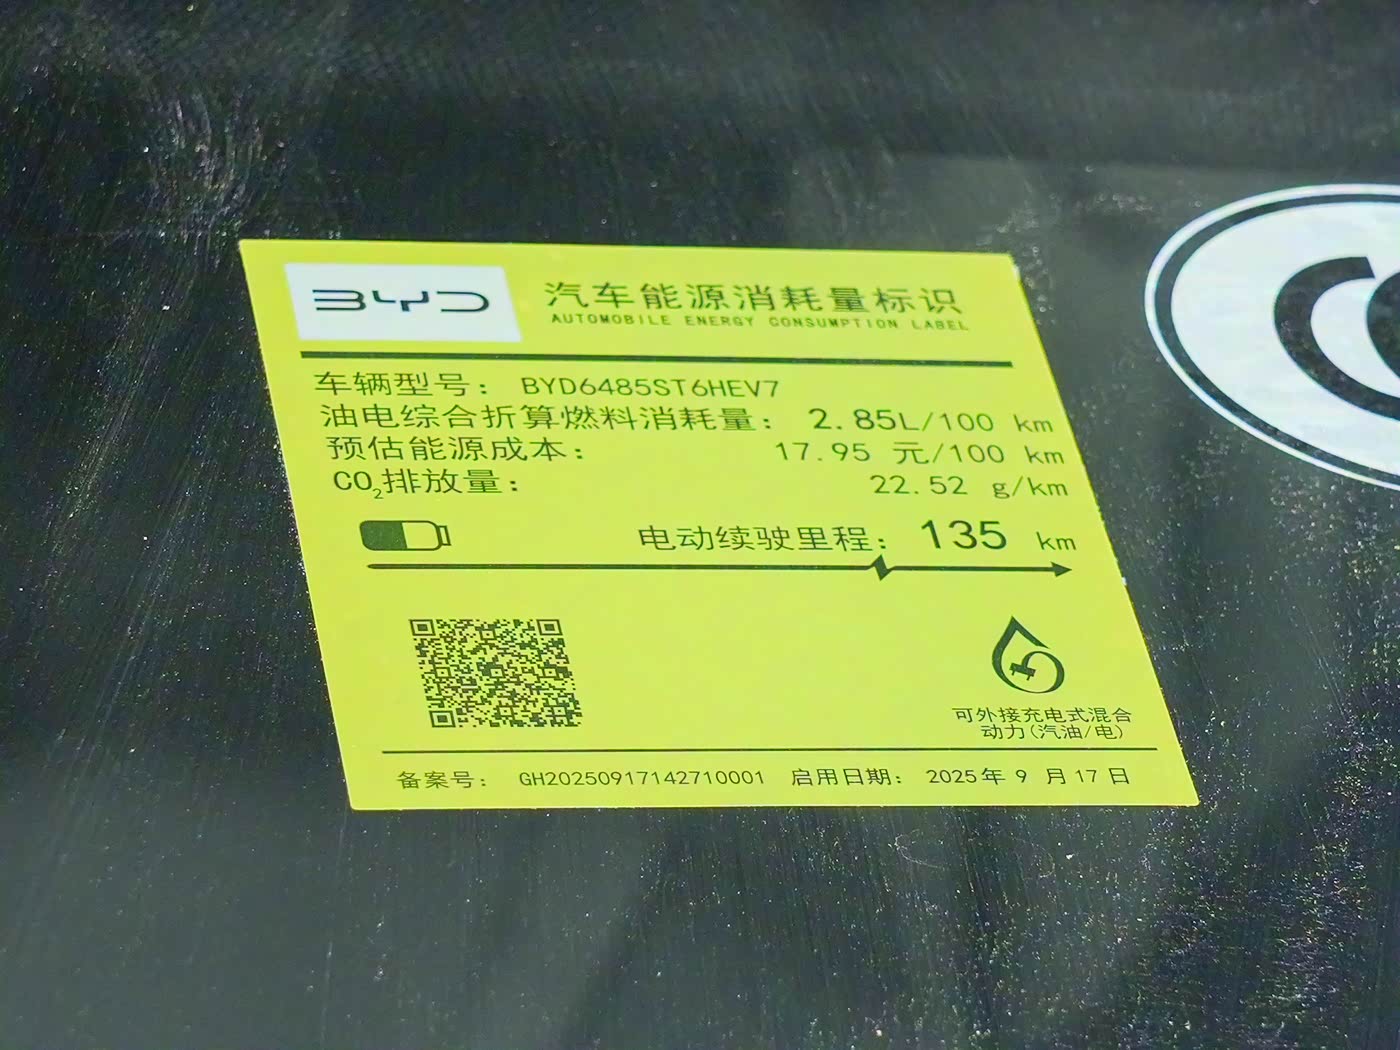 BYD
汽车能源消耗量标识
AUTOMOBILE ENERGY CONSUMPTION LABEL
车辆型号： BYD6485ST6HEV7
油电综合折算燃料消耗量： 2.85L/100 km
预估能源成本： 17.95 元/100 km
CO₂排放量： 22.52 g/km
电动续驶里程： 135 km
可外接充电式混合
动力(汽油/电)
备案号： GH20250917142710001 启用日期： 2025年 9 月17 日